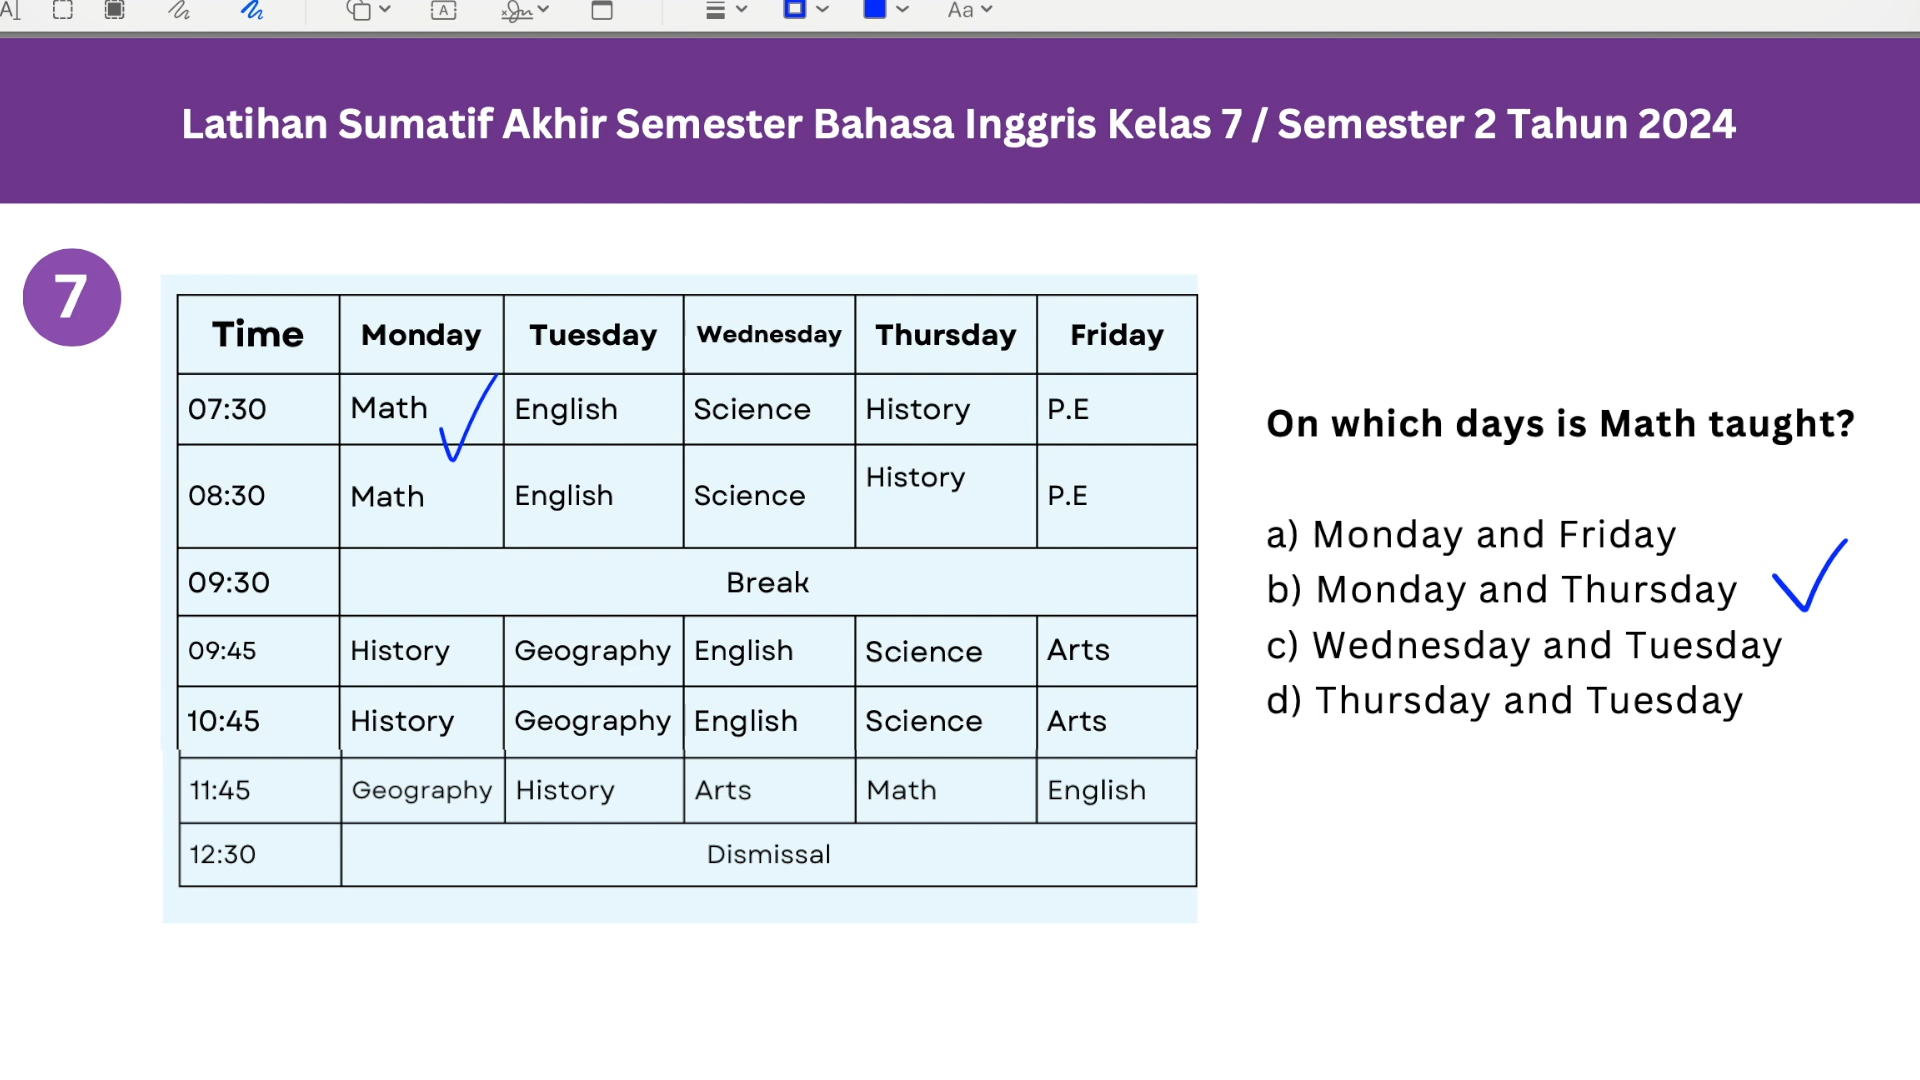 Latihan Sumatif Akhir Semester Bahasa Inggris Kelas 7 / Semester 2 Tahun 2024
7
Time Monday Tuesday Wednesday Thursday Friday
07:30 Math English Science History P.E
08:30 Math English Science History P.E
09:30 Break
09:45 History Geography English Science Arts
10:45 History Geography English Science Arts
11:45 Geography History Arts Math English
12:30 Dismissal
On which days is Math taught?
a) Monday and Friday
b) Monday and Thursday
c) Wednesday and Tuesday
d) Thursday and Tuesday